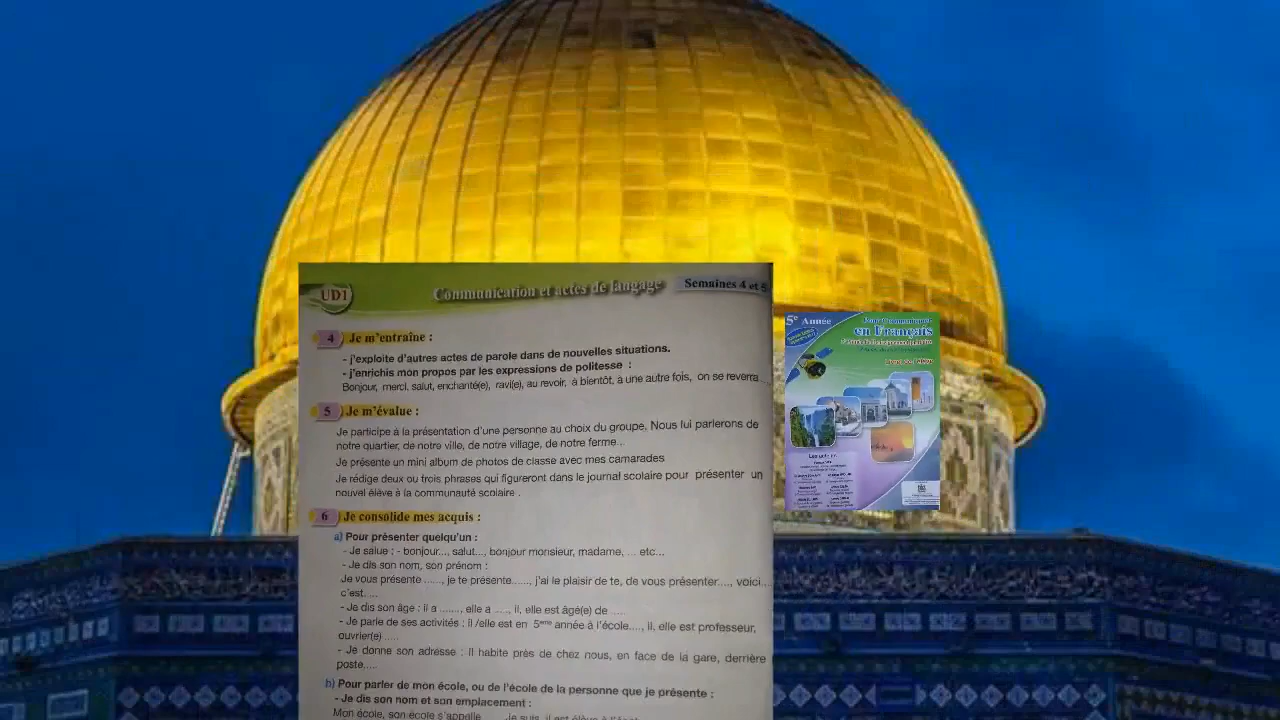 UD1
Communication et actes de langage
Semaines 4 et 5
4 Je m'entraîne :
- j'exploite d'autres actes de parole dans de nouvelles situations.
- j'enrichis mon propos par les expressions de politesse :
Bonjour, merci, salut, enchanté(e), ravi(e), au revoir, à bientôt, à une autre fois, on se reverra...
5 Je m'évalue :
Je participe à la présentation d'une personne au choix du groupe. Nous lui parlerons de
notre quartier, de notre ville, de notre village, de notre ferme...
Je présente un mini album de photos de classe avec mes camarades
Je rédige deux ou trois phrases qui figureront dans le journal scolaire pour présenter un
nouvel élève à la communauté scolaire .
6 Je consolide mes acquis :
a) Pour présenter quelqu'un :
- Je salue : - bonjour..., salut..., bonjour monsieur, madame, ... etc...
- Je dis son nom, son prénom :
Je vous présente ......, je te présente......, j'ai le plaisir de te, de vous présenter...., voici...
c'est.....
- Je dis son âge : il a ......., elle a ....., il, elle est âgé(e) de .....
- Je parle de ses activités : il /elle est en 5eme année à l'école...., il, elle est professeur,
ouvrier(e) .....
- Je donne son adresse : Il habite près de chez nous, en face de la gare, derrière
poste.....
b) Pour parler de mon école, ou de l'école de la personne que je présente :
- Je dis son nom et son emplacement :
Mon école, son école s'appelle
5e Année
en Français